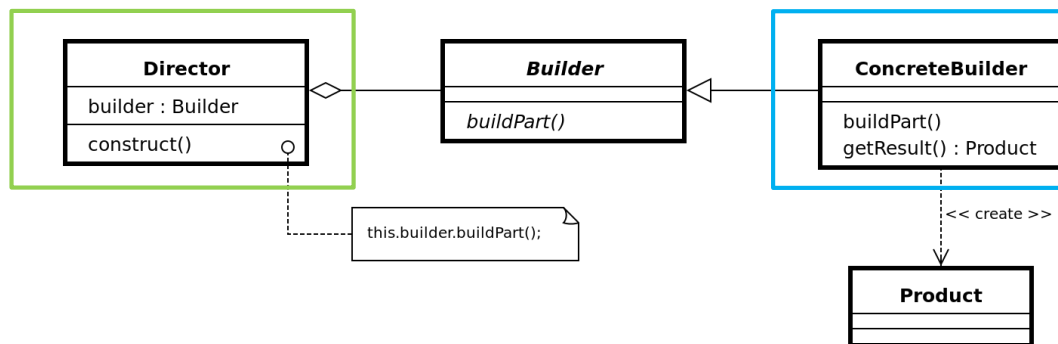 Director
builder : Builder
construct()
Builder
buildPart()
ConcreteBuilder
buildPart()
getResult() : Product
this.builder.buildPart();
<< create >>
Product